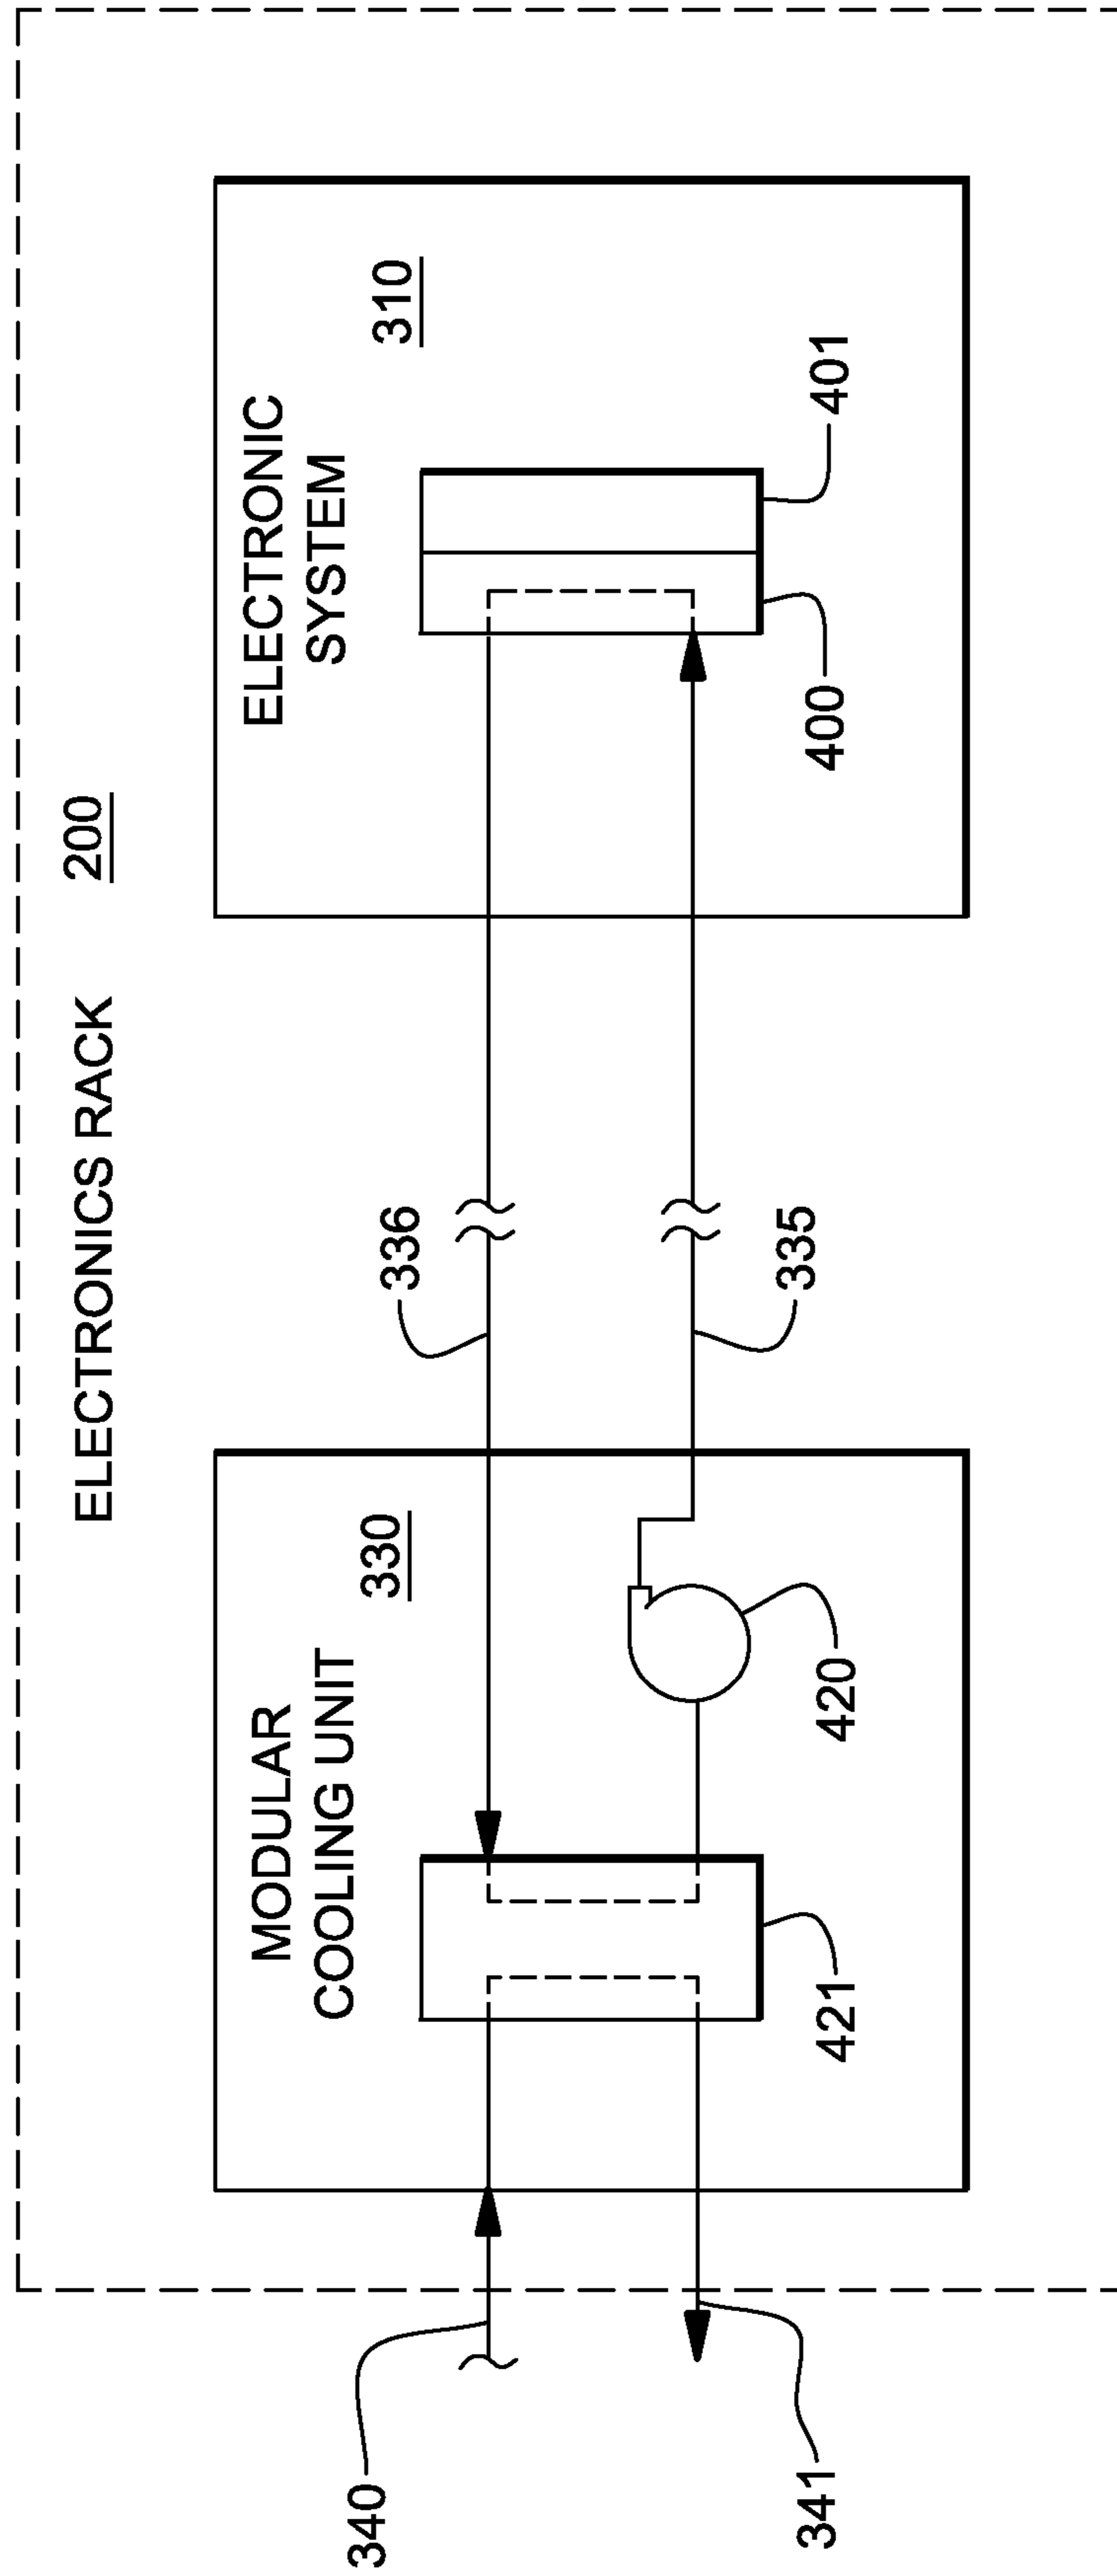 ELECTRONICS RACK 200
MODULAR
COOLING UNIT
330
ELECTRONIC
SYSTEM
310
336
335
340
341
421
420
400
401